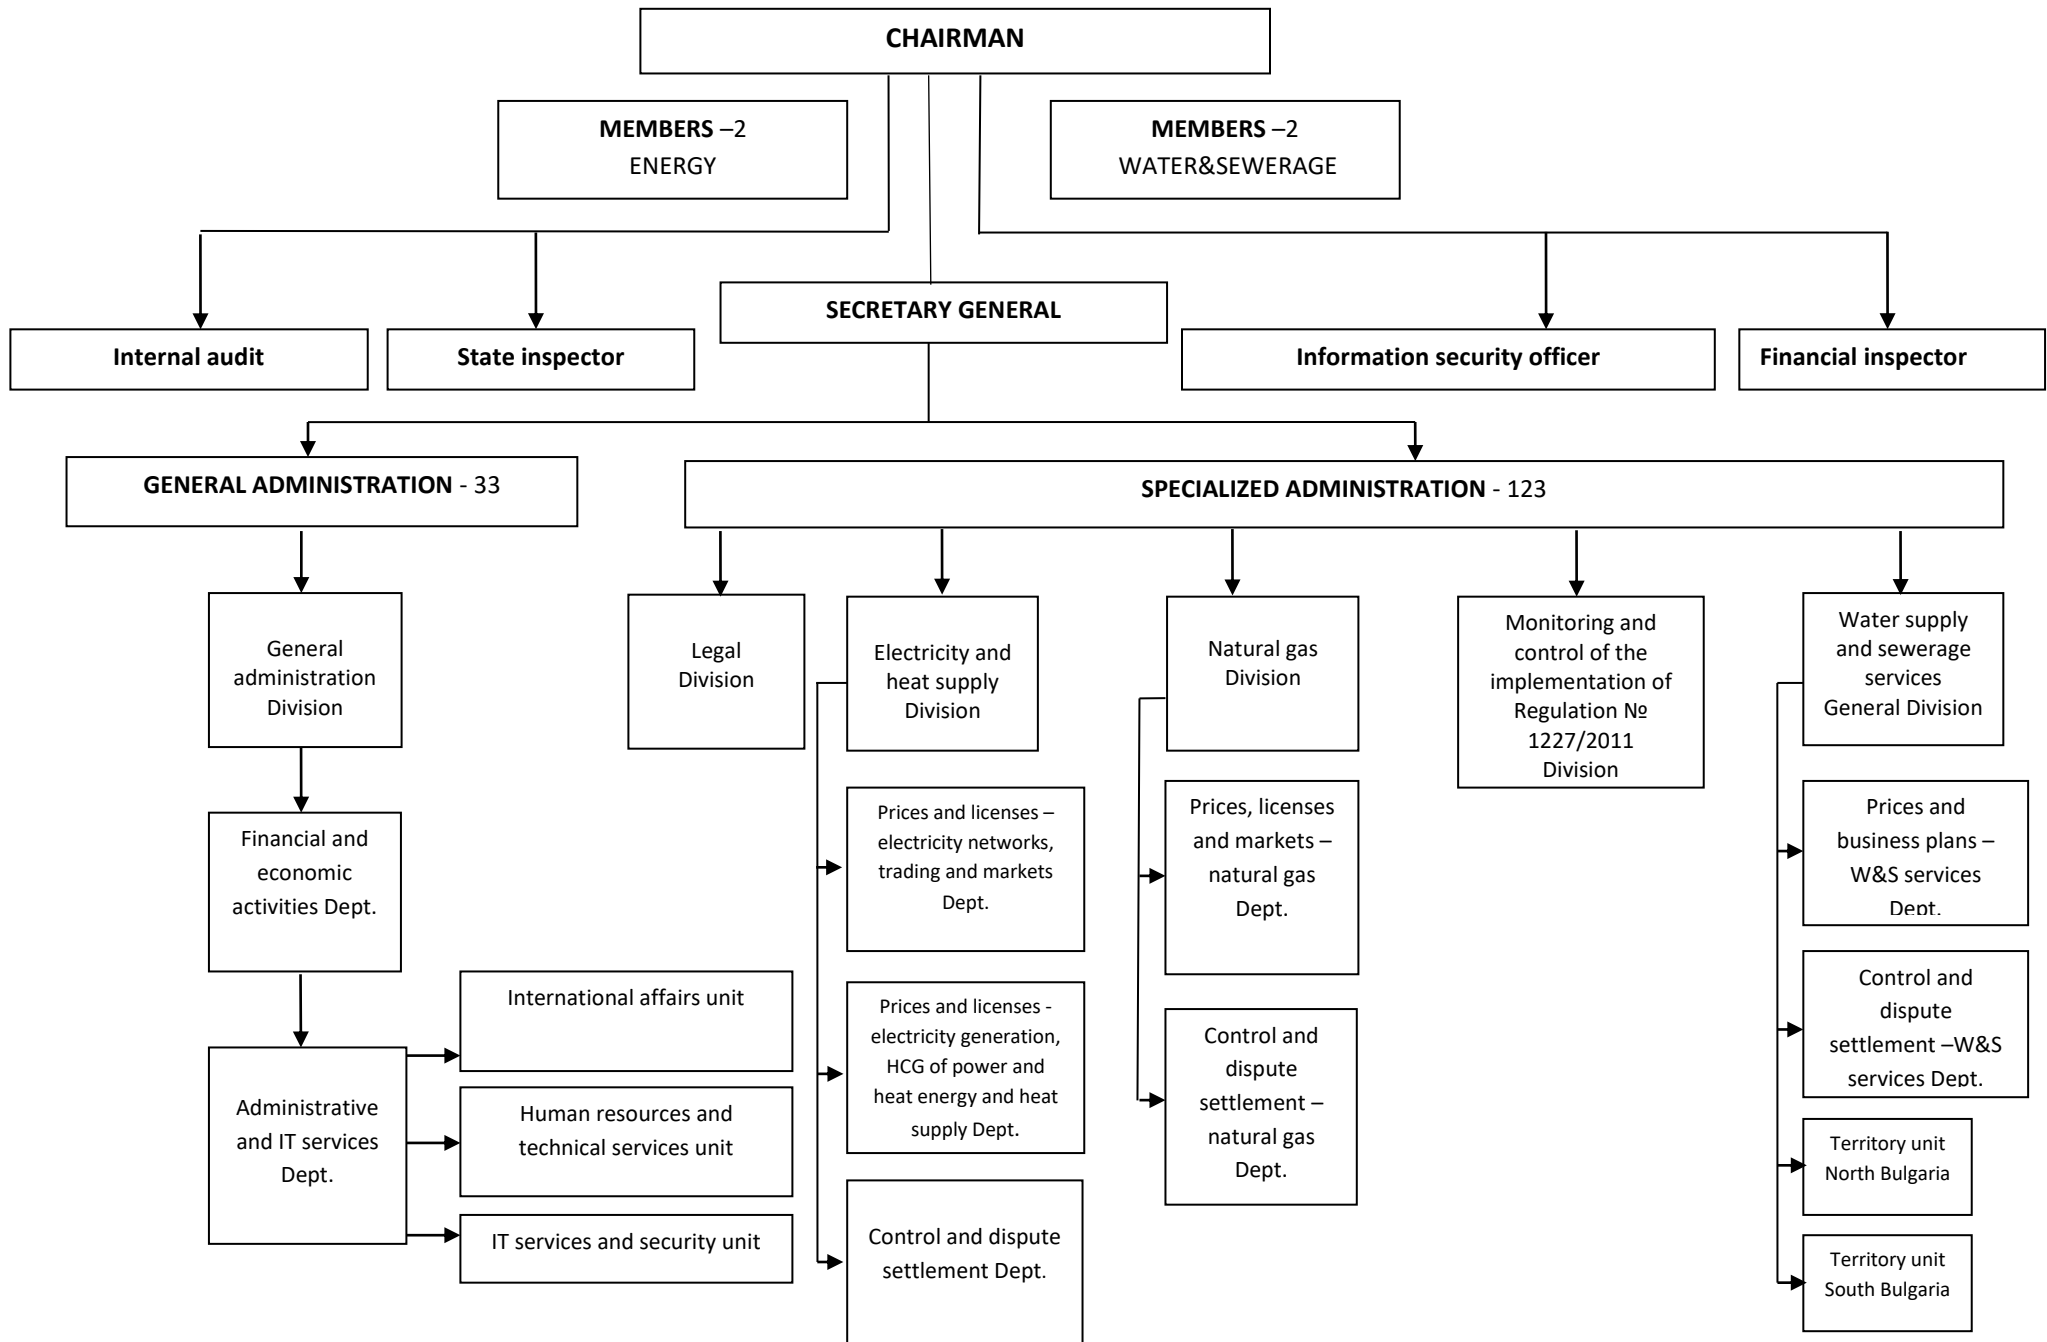 CHAIRMAN
MEMBERS –2
ENERGY
MEMBERS –2
WATER&SEWERAGE
SECRETARY GENERAL
Internal audit
State inspector
Information security officer
Financial inspector
GENERAL ADMINISTRATION - 33
SPECIALIZED ADMINISTRATION - 123
General
administration
Division
Financial and
economic
activities Dept.
Administrative
and IT services
Dept.
International affairs unit
Human resources and
technical services unit
IT services and security unit
Legal
Division
Electricity and
heat supply
Division
Prices and licenses –
electricity networks,
trading and markets
Dept.
Prices and licenses -
electricity generation,
HCG of power and
heat energy and heat
supply Dept.
Control and dispute
settlement Dept.
Natural gas
Division
Prices, licenses
and markets –
natural gas
Dept.
Control and
dispute
settlement –
natural gas
Dept.
Monitoring and
control of the
implementation of
Regulation №
1227/2011
Division
Water supply
and sewerage
services
General Division
Prices and
business plans –
W&S services
Dept.
Control and
dispute
settlement –W&S
services Dept.
Territory unit
North Bulgaria
Territory unit
South Bulgaria